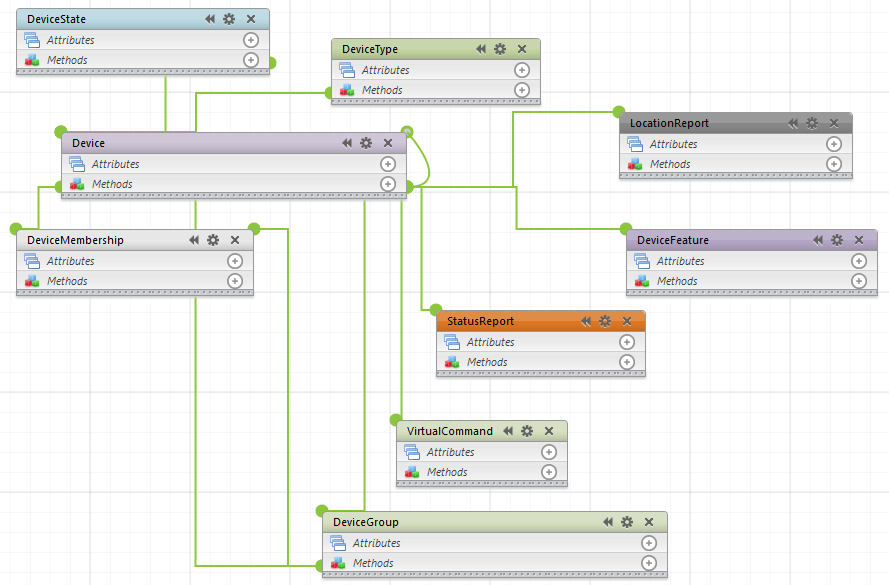 DeviceState
Attributes
Methods
DeviceType
Attributes
Methods
LocationReport
Attributes
Methods
Device
Attributes
Methods
DeviceMembership
Attributes
Methods
DeviceFeature
Attributes
Methods
StatusReport
Attributes
Methods
VirtualCommand
Attributes
Methods
DeviceGroup
Attributes
Methods